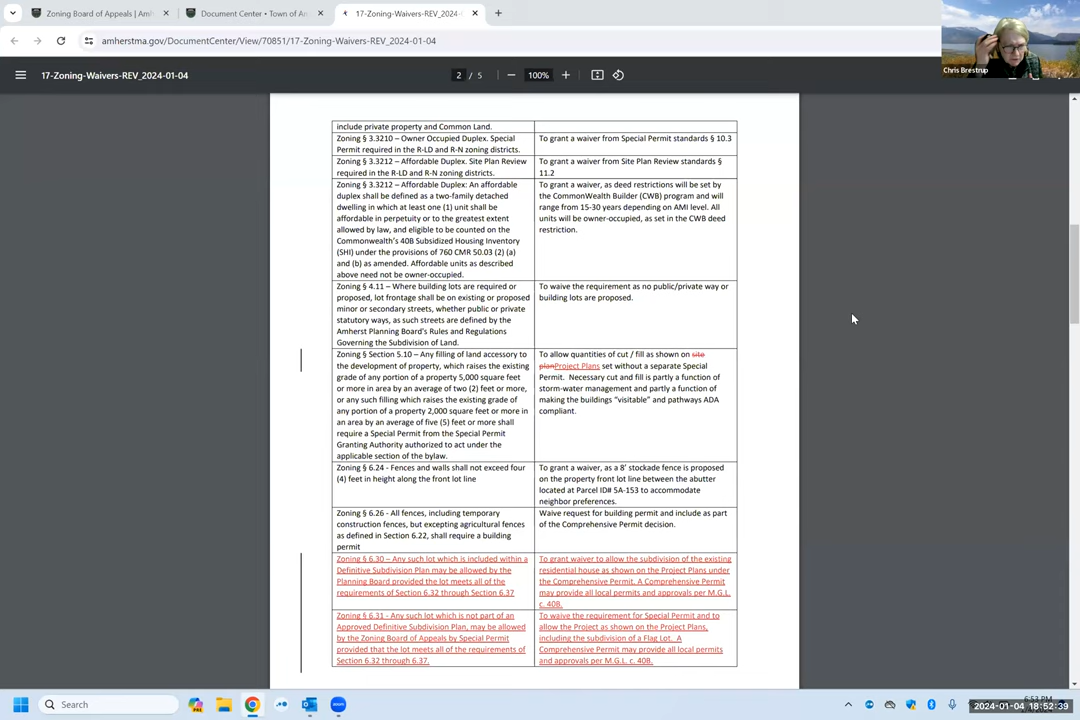 Zoning Board of Appeals | Amh
Document Center • Town of Am
17-Zoning-Waivers-REV_2024-0
amherstma.gov/DocumentCenter/View/70851/17-Zoning-Waivers-REV_2024-01-04
17-Zoning-Waivers-REV_2024-01-04
2 / 5
100%
Chris Brestrup
include private property and Common Land.
Zoning § 3.3210 – Owner Occupied Duplex. Special
Permit required in the R-LD and R-N zoning districts.
To grant a waiver from Special Permit standards § 10.3
Zoning § 3.3212 – Affordable Duplex. Site Plan Review
required in the R-LD and R-N zoning districts.
To grant a waiver from Site Plan Review standards §
11.2
Zoning § 3.3212 – Affordable Duplex: An affordable
duplex shall be defined as a two-family detached
dwelling in which at least one (1) unit shall be
affordable in perpetuity or to the greatest extent
allowed by law, and eligible to be counted on the
Commonwealth's 40B Subsidized Housing Inventory
(SHI) under the provisions of 760 CMR 50.03 (2) (a)
and (b) as amended. Affordable units as described
above need not be owner-occupied.
To grant a waiver, as deed restrictions will be set by
the CommonWealth Builder (CWB) program and will
range from 15-30 years depending on AMI level. All
units will be owner-occupied, as set in the CWB deed
restriction.
Zoning § 4.11 – Where building lots are required or
proposed, lot frontage shall be on existing or proposed
minor or secondary streets, whether public or private
statutory ways, as such streets are defined by the
Amherst Planning Board's Rules and Regulations
Governing the Subdivision of Land.
To waive the requirement as no public/private way or
building lots are proposed.
Zoning § Section 5.10 – Any filling of land accessory to
the development of property, which raises the existing
grade of any portion of a property 5,000 square feet
or more in area by an average of two (2) feet or more,
or any such filling which raises the existing grade of
any portion of a property 2,000 square feet or more in
an area by an average of five (5) feet or more shall
require a Special Permit from the Special Permit
Granting Authority authorized to act under the
applicable section of the bylaw.
To allow quantities of cut / fill as shown on site
planProject Plans set without a separate Special
Permit. Necessary cut and fill is partly a function of
storm-water management and partly a function of
making the buildings "visitable" and pathways ADA
compliant.
Zoning § 6.24 - Fences and walls shall not exceed four
(4) feet in height along the front lot line
To grant a waiver, as a 8' stockade fence is proposed
on the property front lot line between the abutter
located at Parcel ID# 5A-153 to accommodate
neighbor preferences.
Zoning § 6.26 - All fences, including temporary
construction fences, but excepting agricultural fences
as defined in Section 6.22, shall require a building
permit
Waive request for building permit and include as part
of the Comprehensive Permit decision.
Zoning § 6.30 – Any such lot which is included within a
Definitive Subdivision Plan may be allowed by the
Planning Board provided the lot meets all of the
requirements of Section 6.32 through Section 6.37
To grant waiver to allow the subdivision of the existing
residential house as shown on the Project Plans under
the Comprehensive Permit. A Comprehensive Permit
may provide all local permits and approvals per M.G.L.
c. 40B.
Zoning § 6.31 - Any such lot which is not part of an
Approved Definitive Subdivision Plan, may be allowed
by the Zoning Board of Appeals by Special Permit
provided that the lot meets all of the requirements of
Section 6.32 through 6.37.
To waive the requirement for Special Permit and to
allow the Project as shown on the Project Plans,
including the subdivision of a Flag Lot. A
Comprehensive Permit may provide all local permits
and approvals per M.G.L. c. 40B.
Search
2024-01-04 18:52:39